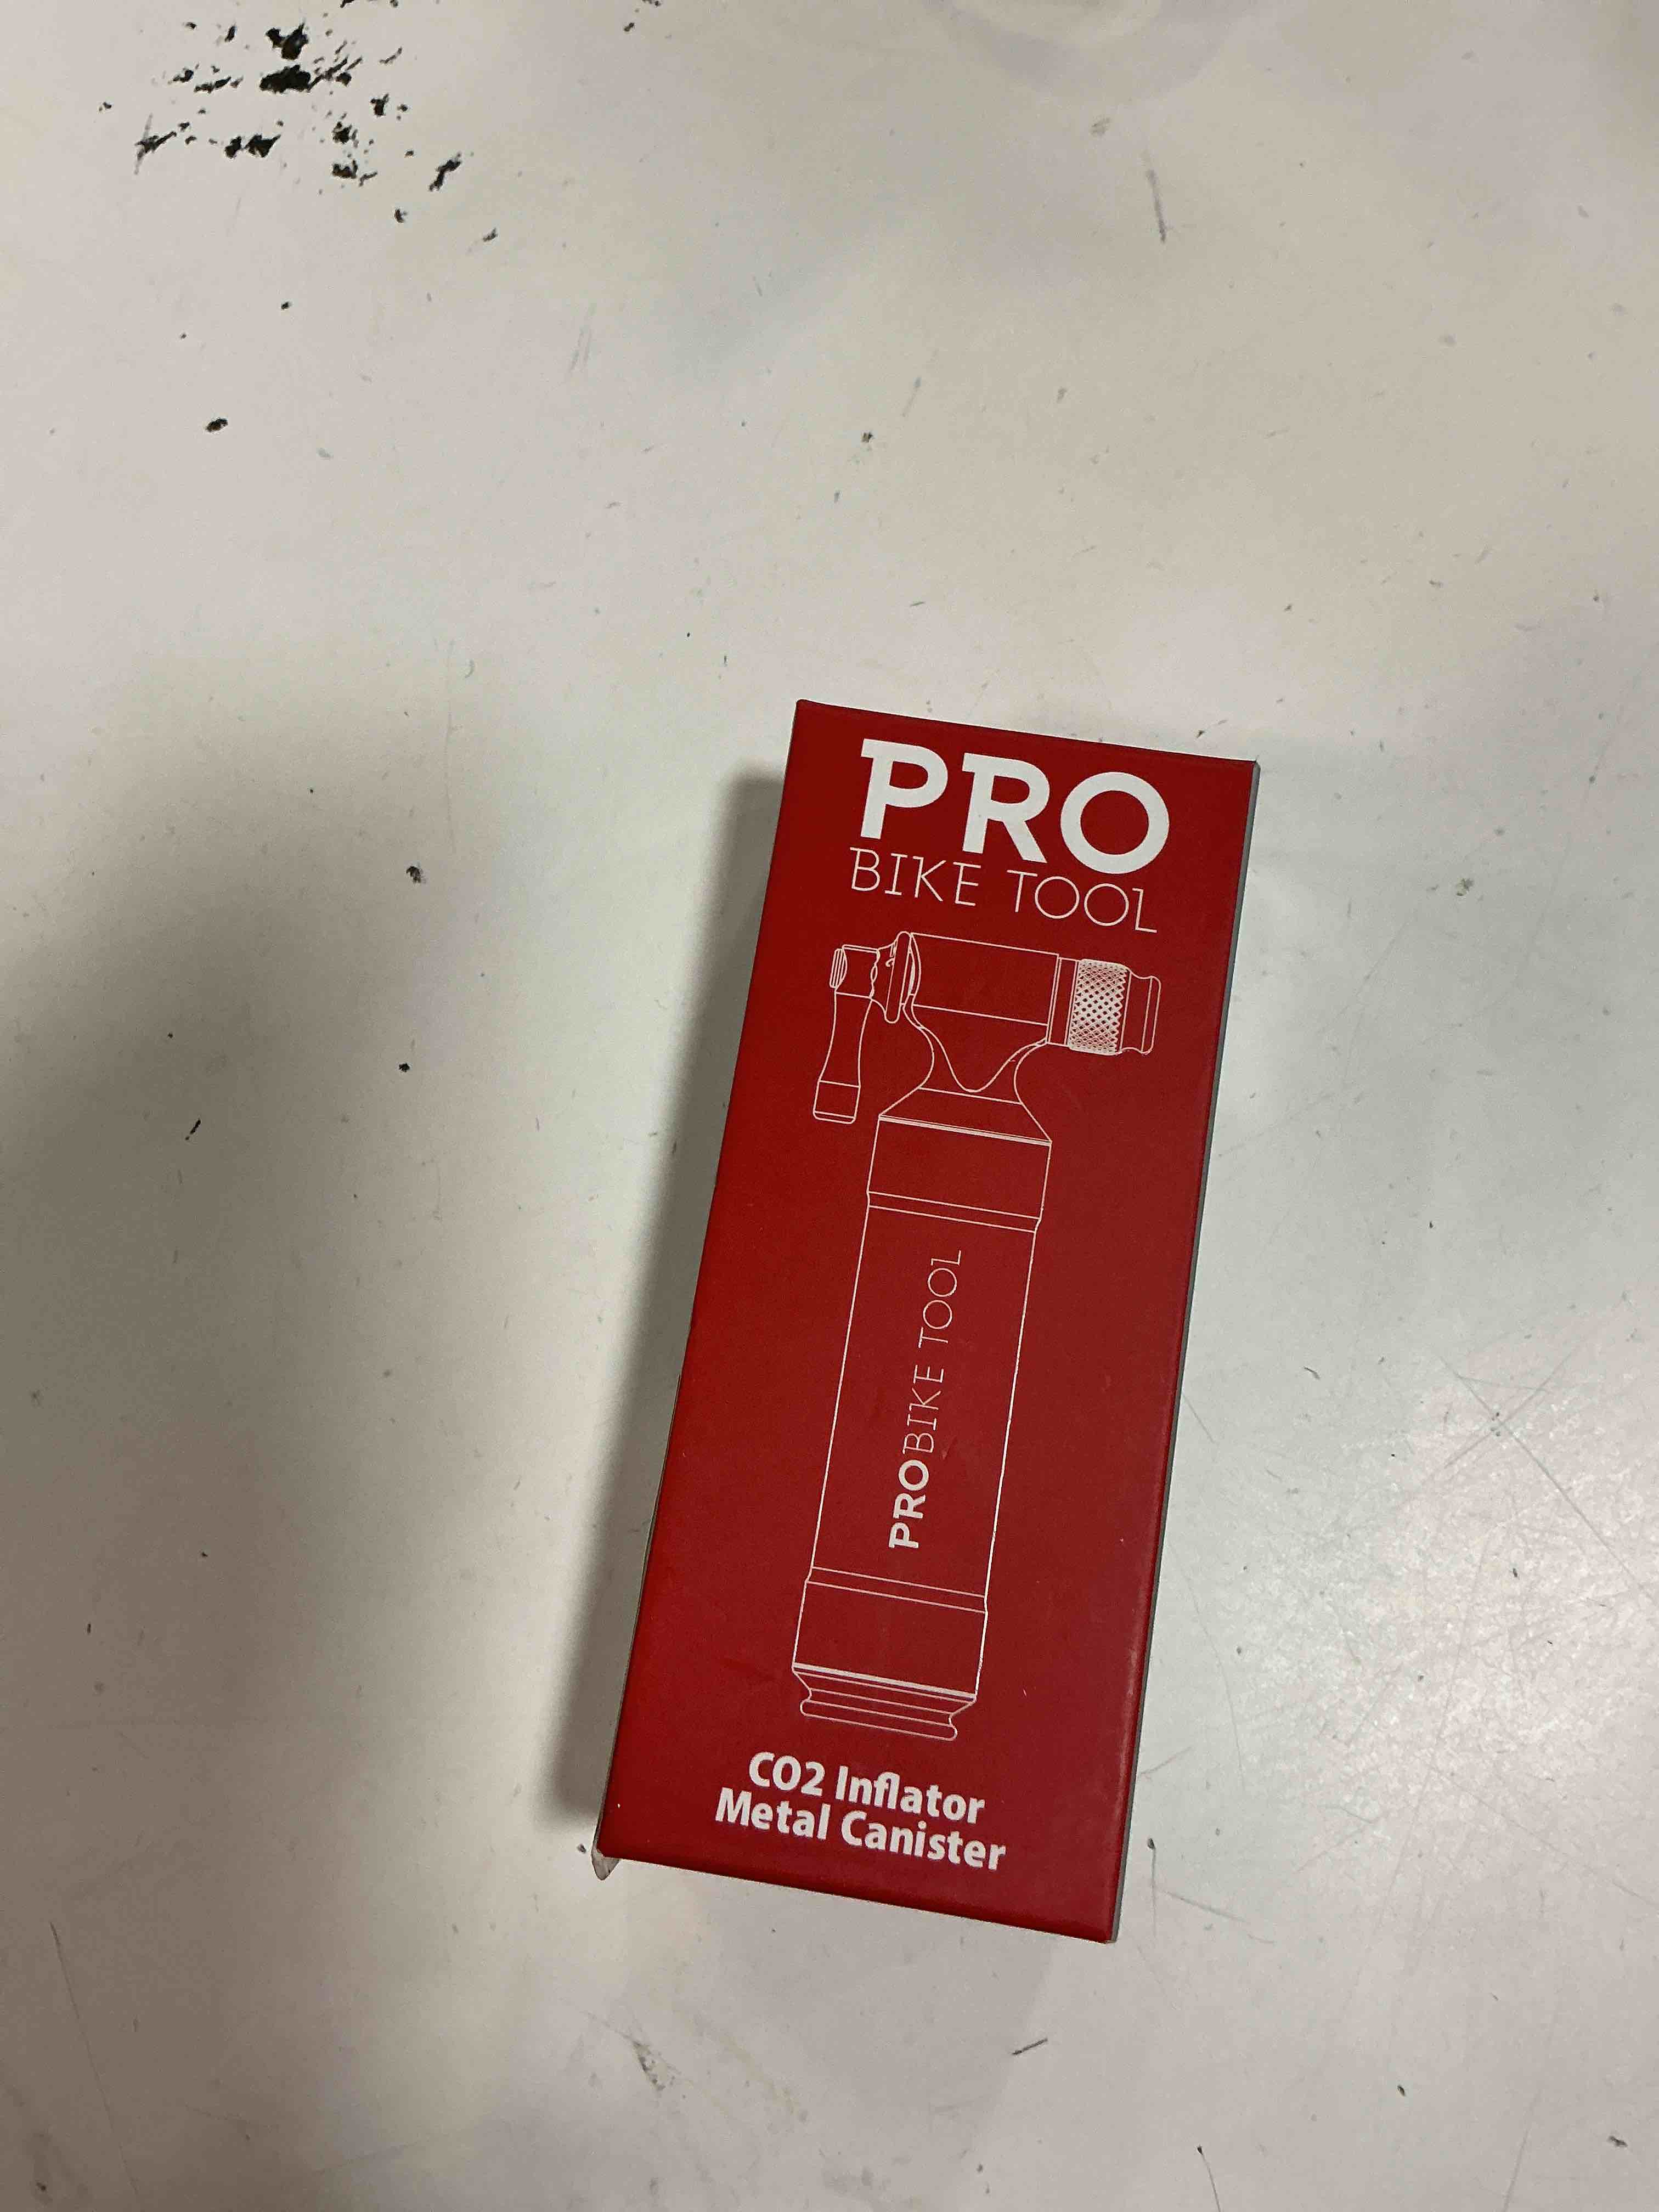 PRO
BIKE TOOL
PROBIKE TOOL
CO2 Inflator
Metal Canister